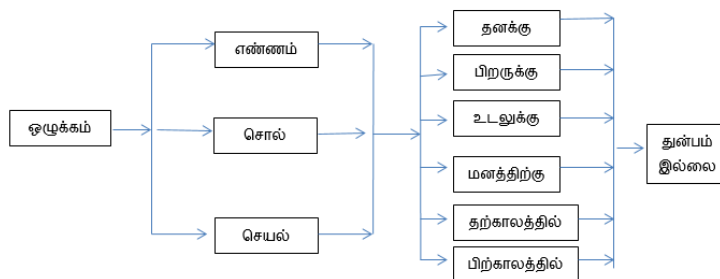 ஒழுக்கம்
எண்ணம்
சொல்
செயல்
தனக்கு
பிறருக்கு
உடலுக்கு
மனத்திற்கு
தற்காலத்தில்
பிற்காலத்தில்
துன்பம்
இல்லை